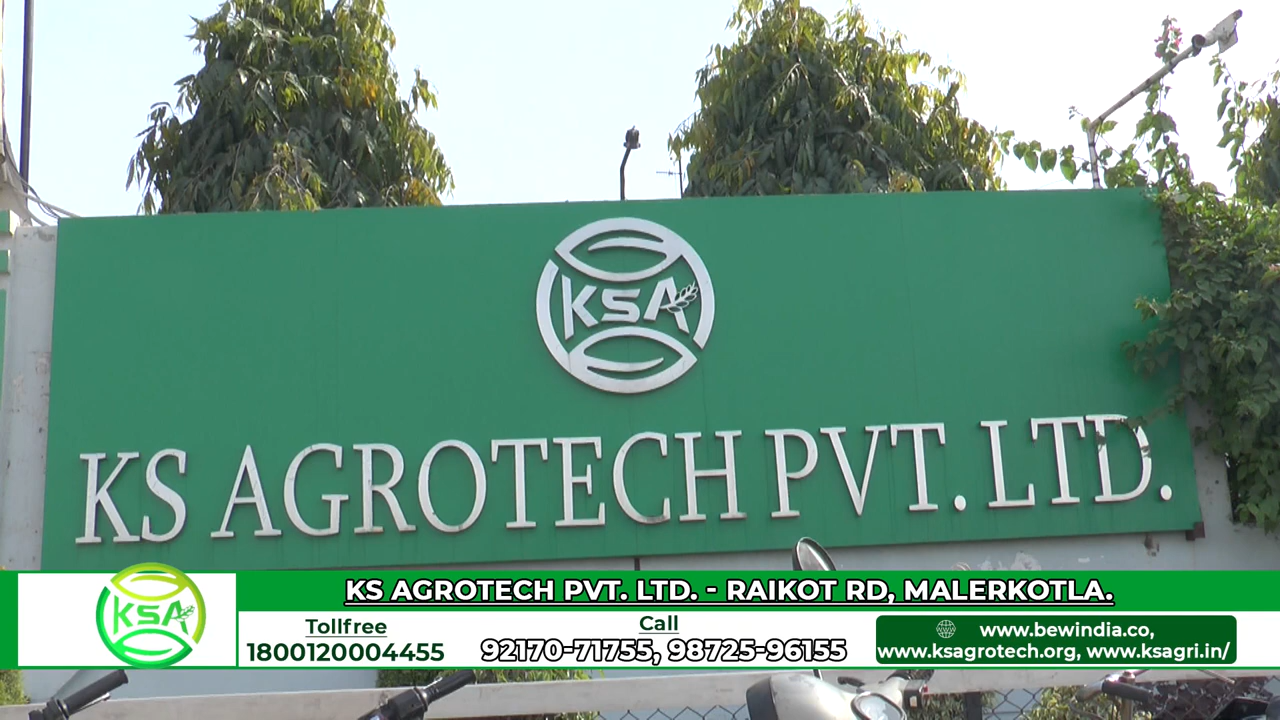 KSA
KS AGROTECH PVT. LTD.
KSA
KS AGROTECH PVT. LTD. - RAIKOT RD, MALERKOTLA.
Tollfree
1800120004455
Call
92170-71755, 98725-96155
www.bewindia.co,
www.ksagrotech.org, www.ksagri.in/